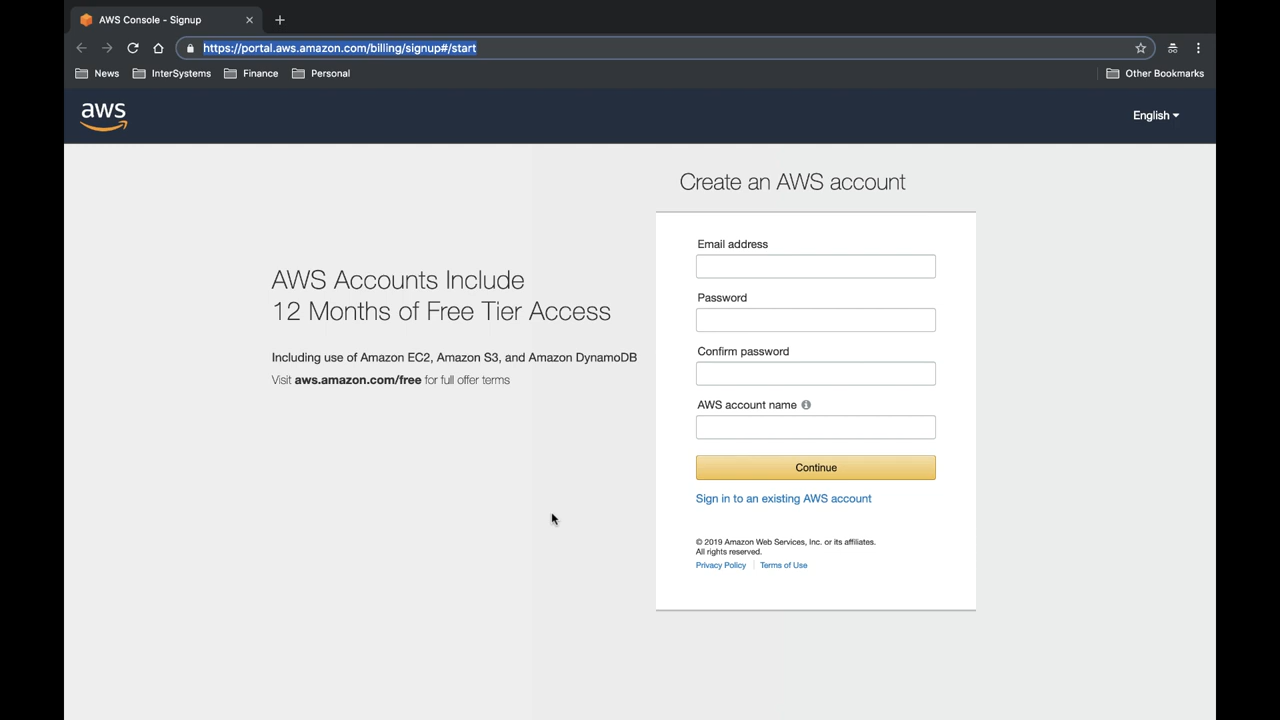 AWS Console - Signup
https://portal.aws.amazon.com/billing/signup#/start
News
InterSystems
Finance
Personal
Other Bookmarks
aws
English
Create an AWS account
AWS Accounts Include
12 Months of Free Tier Access
Including use of Amazon EC2, Amazon S3, and Amazon DynamoDB
Visit aws.amazon.com/free for full offer terms
Email address
Password
Confirm password
AWS account name
Continue
Sign in to an existing AWS account
© 2019 Amazon Web Services, Inc. or its affiliates.
All rights reserved.
Privacy Policy
Terms of Use